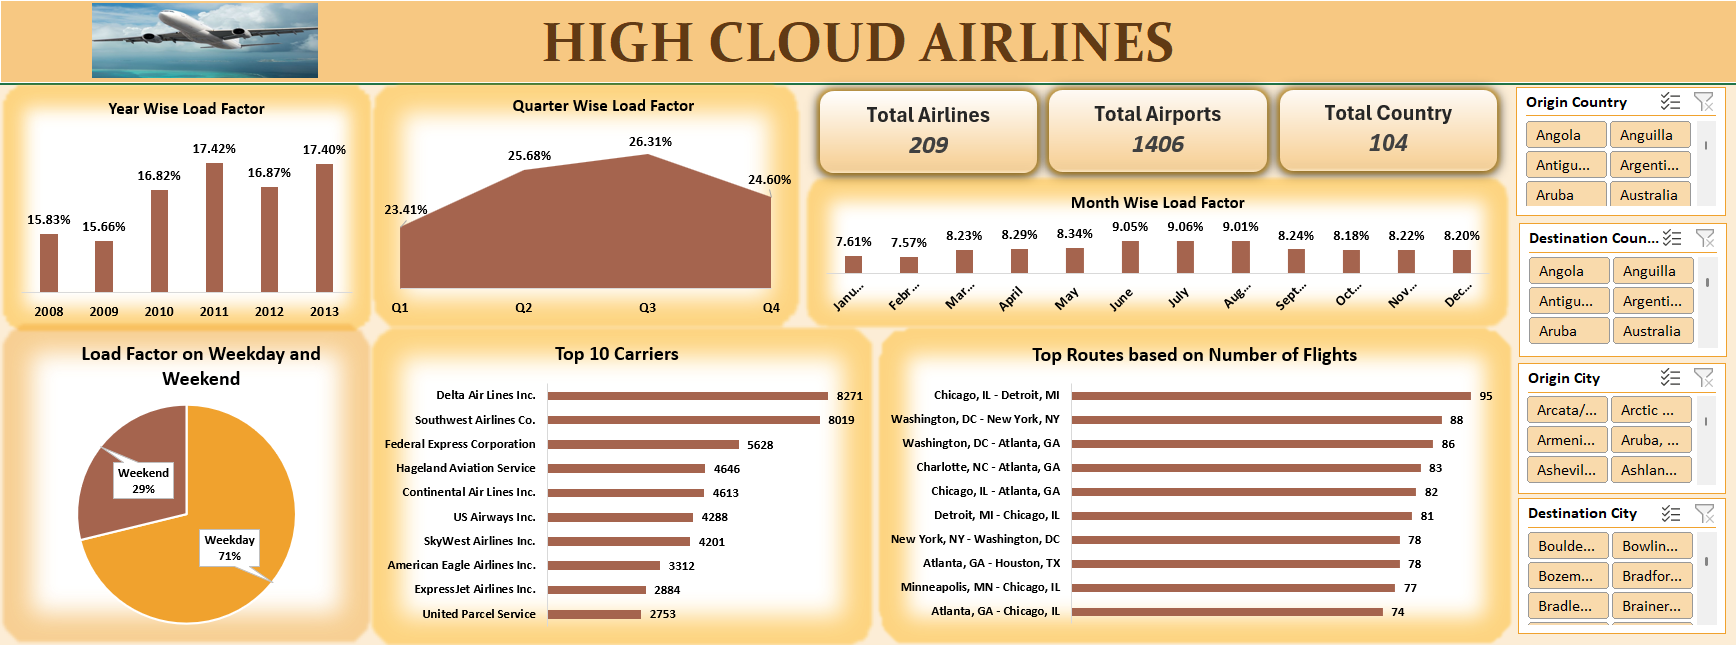 HIGH CLOUD AIRLINES
Year Wise Load Factor
15.83%
15.66%
16.82%
17.42%
16.87%
17.40%
2008 2009 2010 2011 2012 2013
Quarter Wise Load Factor
23.41%
25.68%
26.31%
24.60%
Q1 Q2 Q3 Q4
Total Airlines
209
Total Airports
1406
Total Country
104
Month Wise Load Factor
7.61% 7.57% 8.23% 8.29% 8.34% 9.05% 9.06% 9.01% 8.24% 8.18% 8.22% 8.20%
Janu... Febr... Mar... April May June July Aug... Sept... Oct... Nov... Dec...
Load Factor on Weekday and
Weekend
Weekend
29%
Weekday
71%
Top 10 Carriers
Delta Air Lines Inc. 8271
Southwest Airlines Co. 8019
Federal Express Corporation 5628
Hageland Aviation Service 4646
Continental Air Lines Inc. 4613
US Airways Inc. 4288
SkyWest Airlines Inc. 4201
American Eagle Airlines Inc. 3312
ExpressJet Airlines Inc. 2884
United Parcel Service 2753
Top Routes based on Number of Flights
Chicago, IL - Detroit, MI 95
Washington, DC - New York, NY 88
Washington, DC - Atlanta, GA 86
Charlotte, NC - Atlanta, GA 83
Chicago, IL - Atlanta, GA 82
Detroit, MI - Chicago, IL 81
New York, NY - Washington, DC 78
Atlanta, GA - Houston, TX 78
Minneapolis, MN - Chicago, IL 77
Atlanta, GA - Chicago, IL 74
Origin Country
Angola Anguilla
Antigu... Argenti...
Aruba Australia
Destination Coun...
Angola Anguilla
Antigu... Argenti...
Aruba Australia
Origin City
Arcata/... Arctic ...
Armeni... Aruba, ...
Ashevil... Ashlan...
Destination City
Boulde... Bowlin...
Bozem... Bradfor...
Bradle... Brainer...